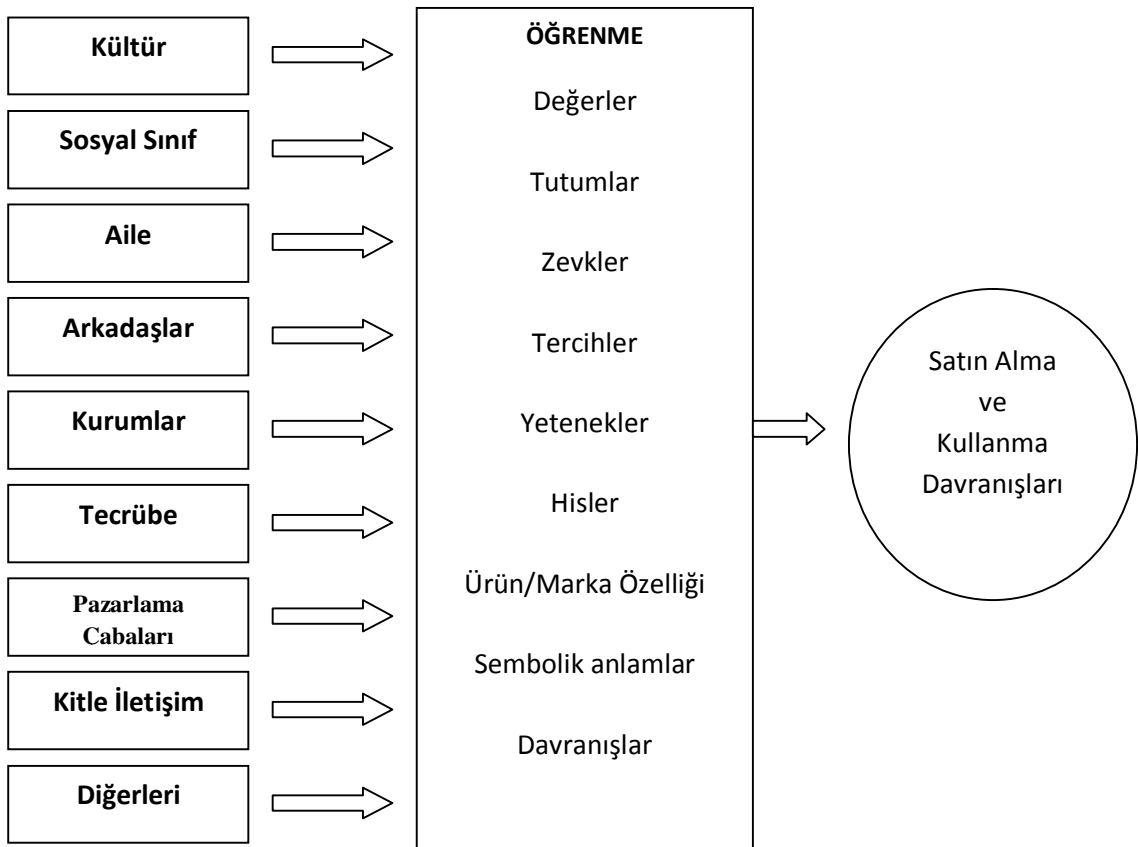 Kültür
Sosyal Sınıf
Aile
Arkadaşlar
Kurumlar
Tecrübe
Pazarlama
Cabaları
Kitle İletişim
Diğerleri
ÖĞRENME
Değerler
Tutumlar
Zevkler
Tercihler
Yetenekler
Hisler
Ürün/Marka Özelliği
Sembolik anlamlar
Davranışlar
Satın Alma
ve
Kullanma
Davranışları